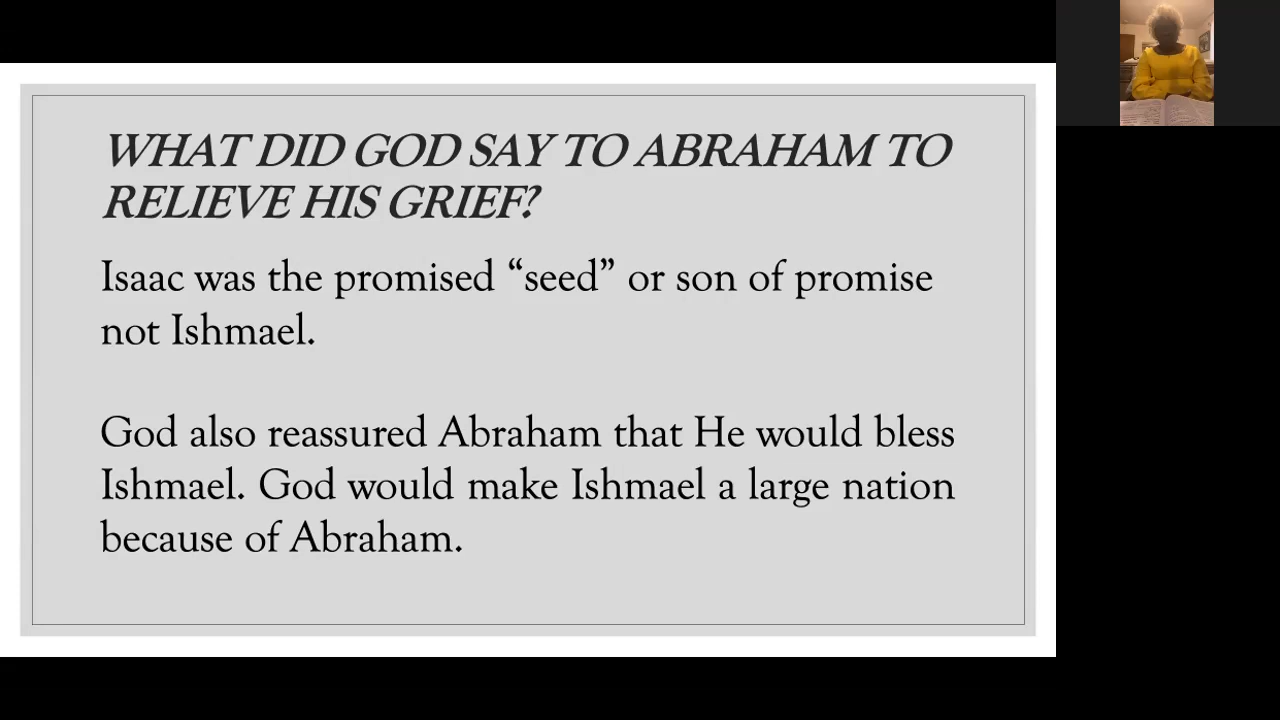 WHAT DID GOD SAY TO ABRAHAM TO
RELIEVE HIS GRIEF?
Isaac was the promised “seed” or son of promise
not Ishmael.
God also reassured Abraham that He would bless
Ishmael. God would make Ishmael a large nation
because of Abraham.